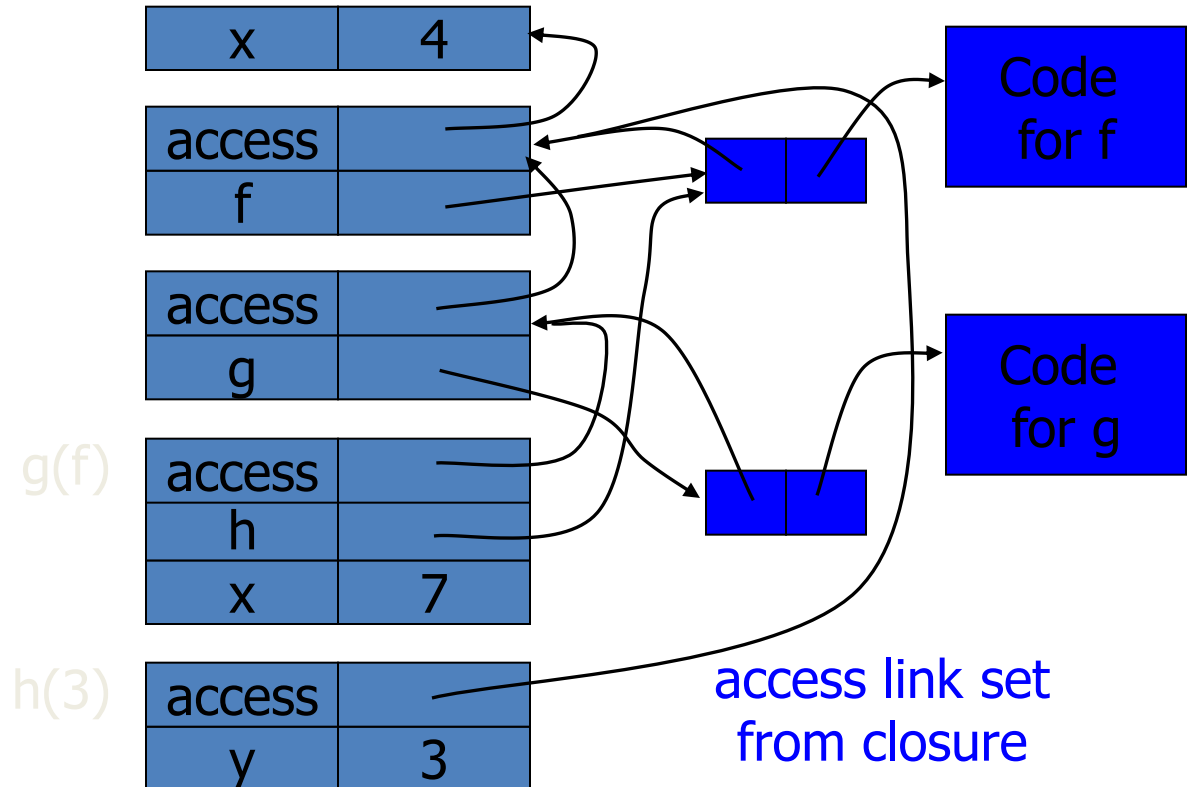 x 4
access
f
access
g
g(f)
access
h
x 7
h(3)
access
y 3
Code
for f
Code
for g
access link set
from closure